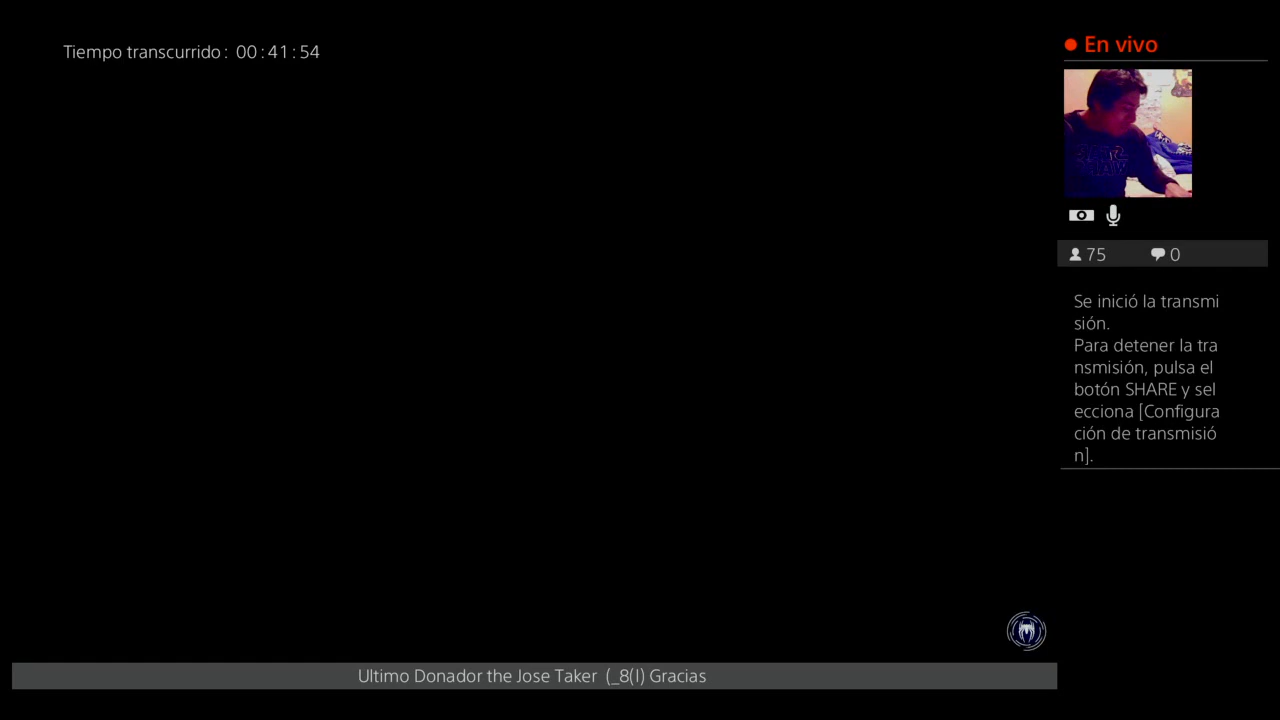 Tiempo transcurrido: 00:41:54
En vivo
75 0
Se inició la transmi
sión.
Para detener la tra
nsmisión, pulsa el
botón SHARE y sel
ecciona [Configura
ción de transmisió
n].
Ultimo Donador the Jose Taker (_8(I) Gracias